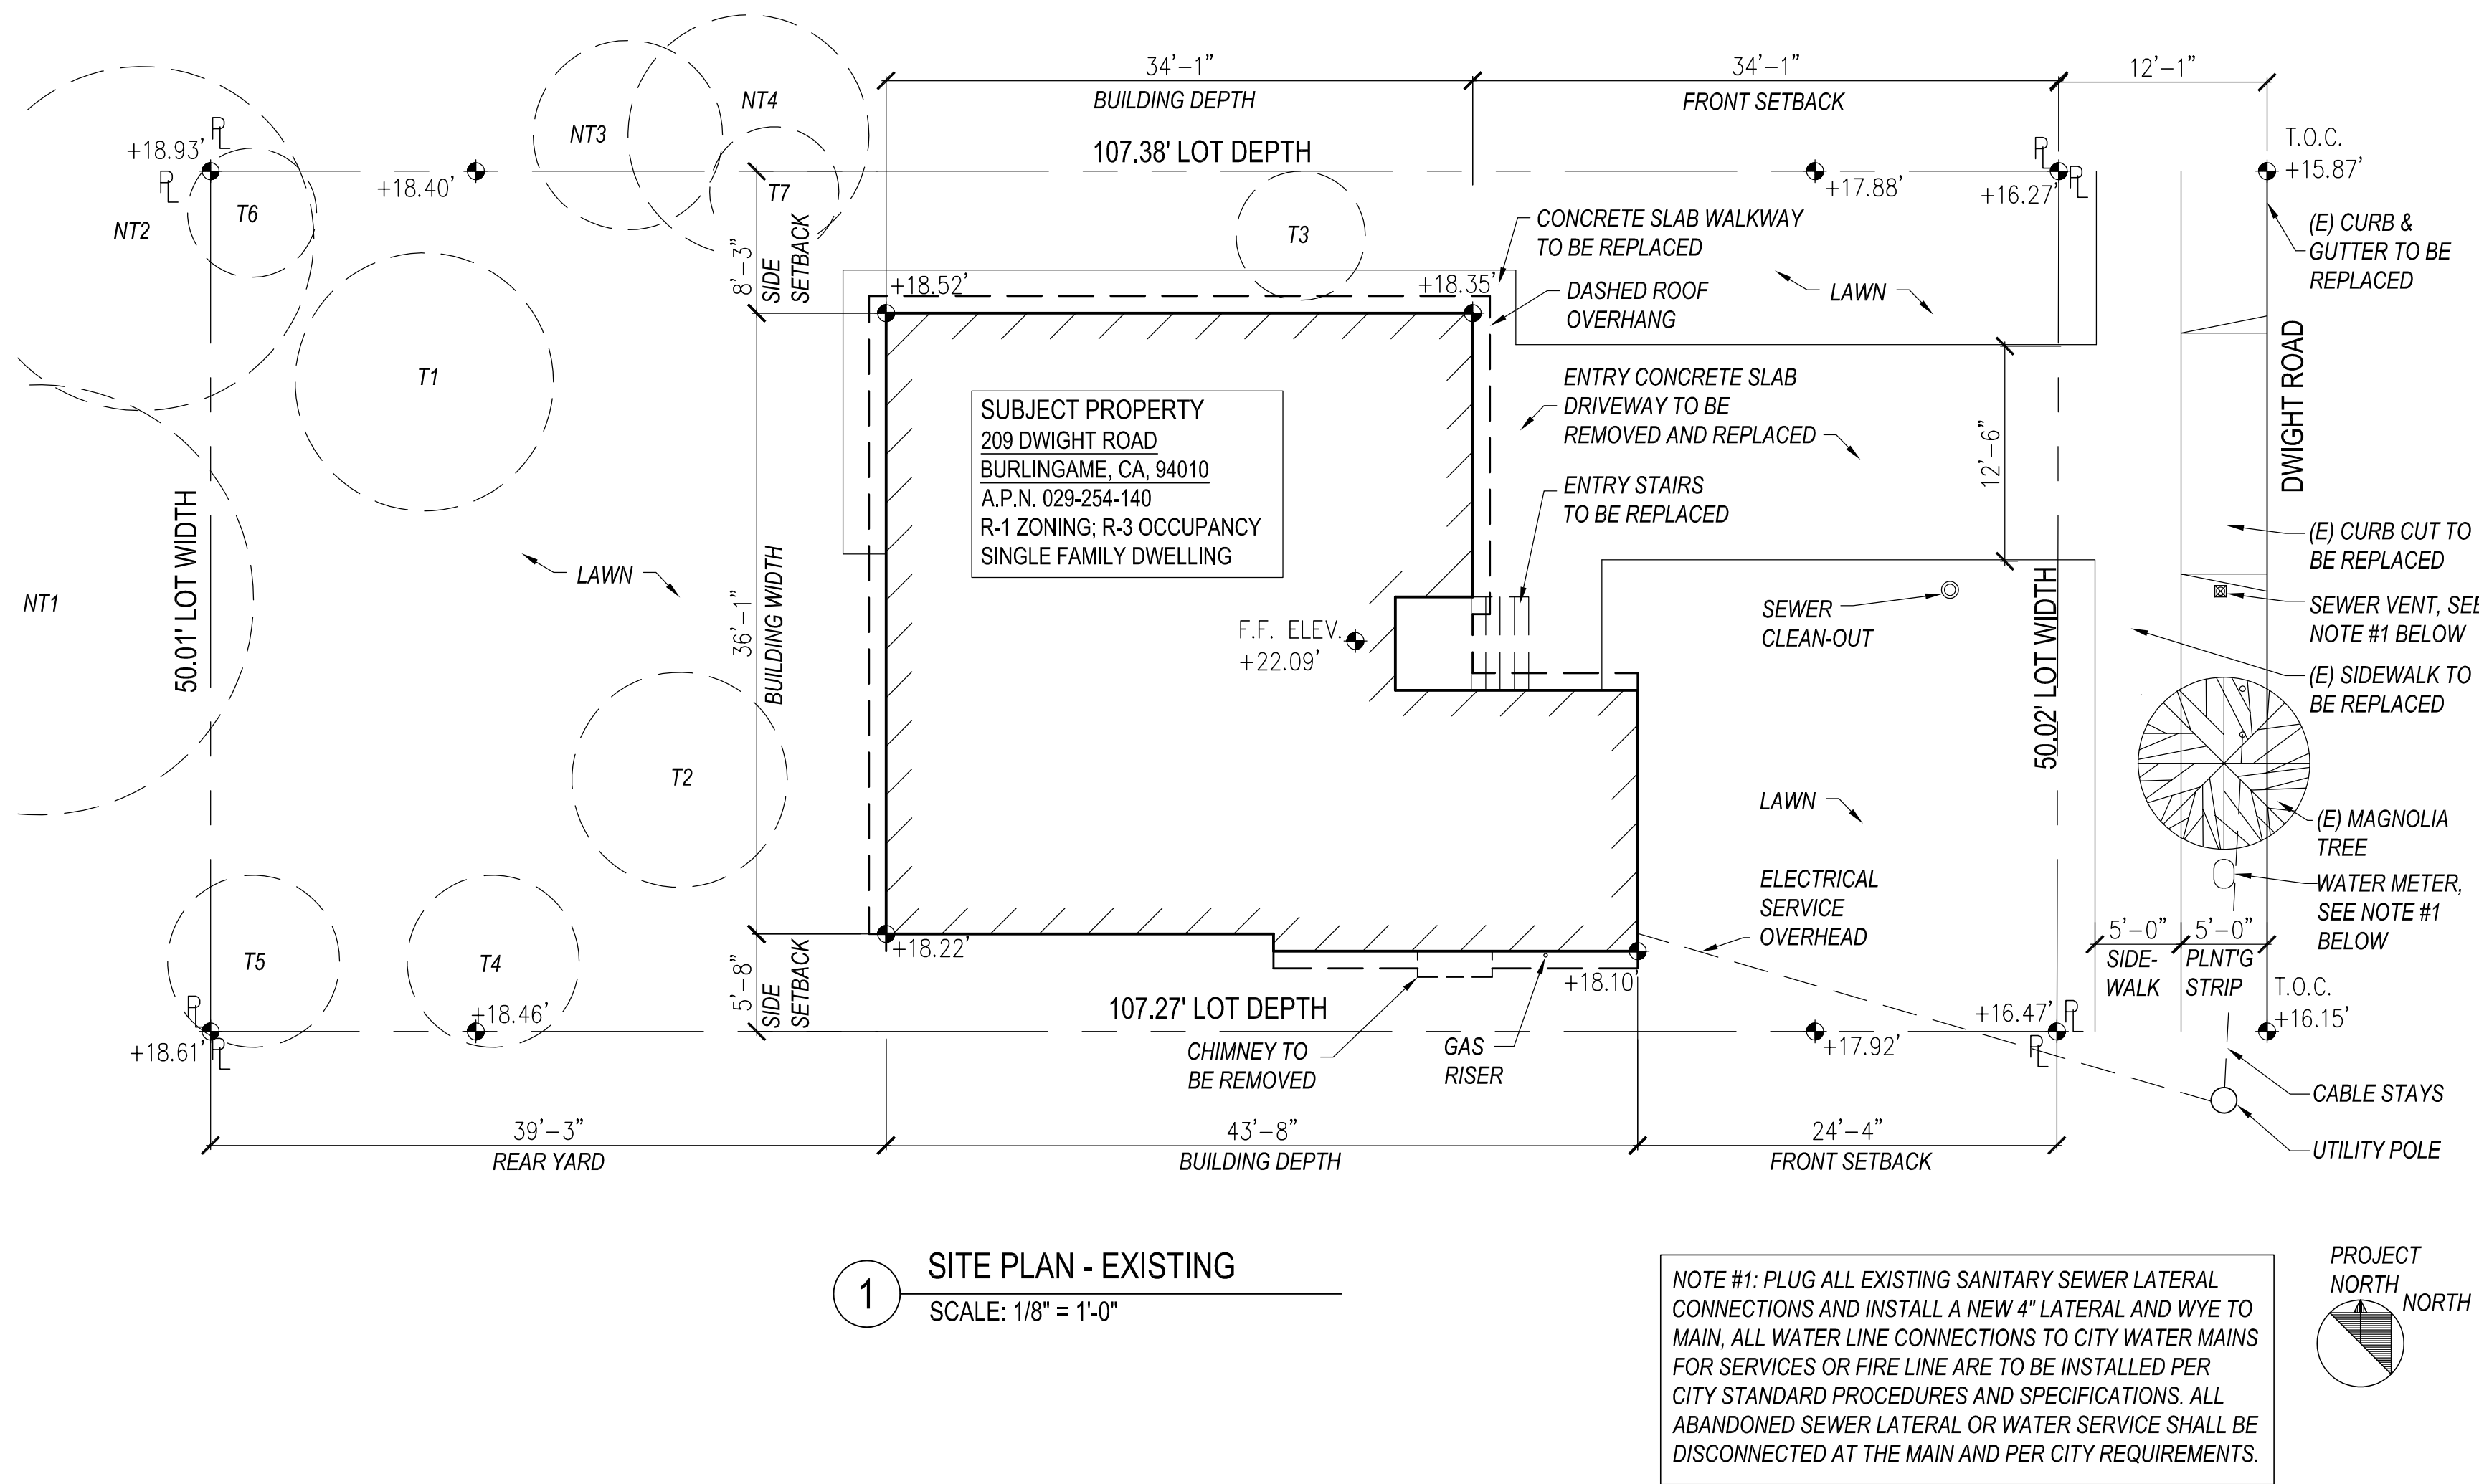 34'-1"
34'-1"
12'-1"
BUILDING DEPTH
FRONT SETBACK
NT4
NT3
PL
+18.93'
107.38' LOT DEPTH
PL
T.O.C.
+15.87'
PL
+18.40'
T7
+17.88'
+16.27'
PL
T6
NT2
T3
8'-3"
SIDE
SETBACK
CONCRETE SLAB WALKWAY
TO BE REPLACED
(E) CURB &
GUTTER TO BE
REPLACED
+18.52'
+18.35'
DASHED ROOF
OVERHANG
LAWN
T1
DWIGHT ROAD
SUBJECT PROPERTY
209 DWIGHT ROAD
BURLINGAME, CA, 94010
A.P.N. 029-254-140
R-1 ZONING; R-3 OCCUPANCY
SINGLE FAMILY DWELLING
ENTRY CONCRETE SLAB
DRIVEWAY TO BE
REMOVED AND REPLACED
12'-6"
ENTRY STAIRS
TO BE REPLACED
(E) CURB CUT TO
BE REPLACED
50.01' LOT WIDTH
LAWN
NT1
36'-1"
BUILDING WIDTH
F.F. ELEV.
+22.09'
SEWER
CLEAN-OUT
50.02' LOT WIDTH
SEWER VENT, SEE
NOTE #1 BELOW
(E) SIDEWALK TO
BE REPLACED
T2
LAWN
(E) MAGNOLIA
TREE
ELECTRICAL
SERVICE
OVERHEAD
WATER METER,
SEE NOTE #1
BELOW
5'-0"
SIDE-
WALK
5'-0"
PLNT'G
STRIP
T5
T4
+18.22'
5'-8"
SIDE
SETBACK
+18.10'
PL
+18.46'
107.27' LOT DEPTH
+16.47'
PL
T.O.C.
+16.15'
+18.61'
PL
CHIMNEY TO
BE REMOVED
GAS
RISER
+17.92'
PL
CABLE STAYS
39'-3"
REAR YARD
43'-8"
BUILDING DEPTH
24'-4"
FRONT SETBACK
UTILITY POLE
1
SITE PLAN - EXISTING
SCALE: 1/8" = 1'-0"
NOTE #1: PLUG ALL EXISTING SANITARY SEWER LATERAL
CONNECTIONS AND INSTALL A NEW 4" LATERAL AND WYE TO
MAIN, ALL WATER LINE CONNECTIONS TO CITY WATER MAINS
FOR SERVICES OR FIRE LINE ARE TO BE INSTALLED PER
CITY STANDARD PROCEDURES AND SPECIFICATIONS. ALL
ABANDONED SEWER LATERAL OR WATER SERVICE SHALL BE
DISCONNECTED AT THE MAIN AND PER CITY REQUIREMENTS.
PROJECT
NORTH
NORTH